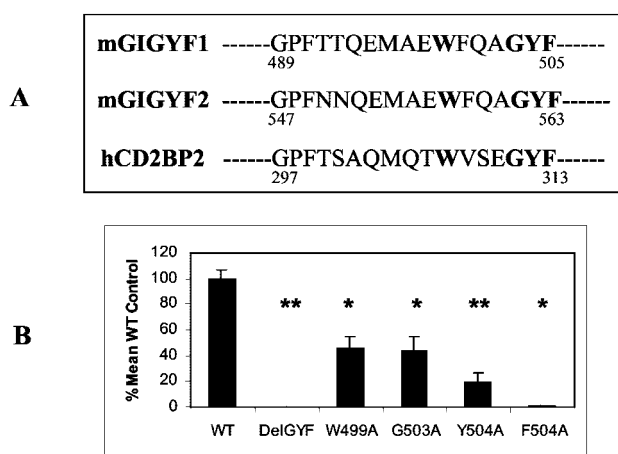 A
mGIGYF1 ------GPFTTQEMAEWFQAGYF------
489 505
mGIGYF2 ------GPFNNQEMAEWFQAGYF------
547 563
hCD2BP2 ------GPFTSAQMQTWVSEGYF------
297 313
B
% Mean WT Control
120
100
80
60
40
20
0
** * * ** *
WT DelGYF W499A G503A Y504A F504A